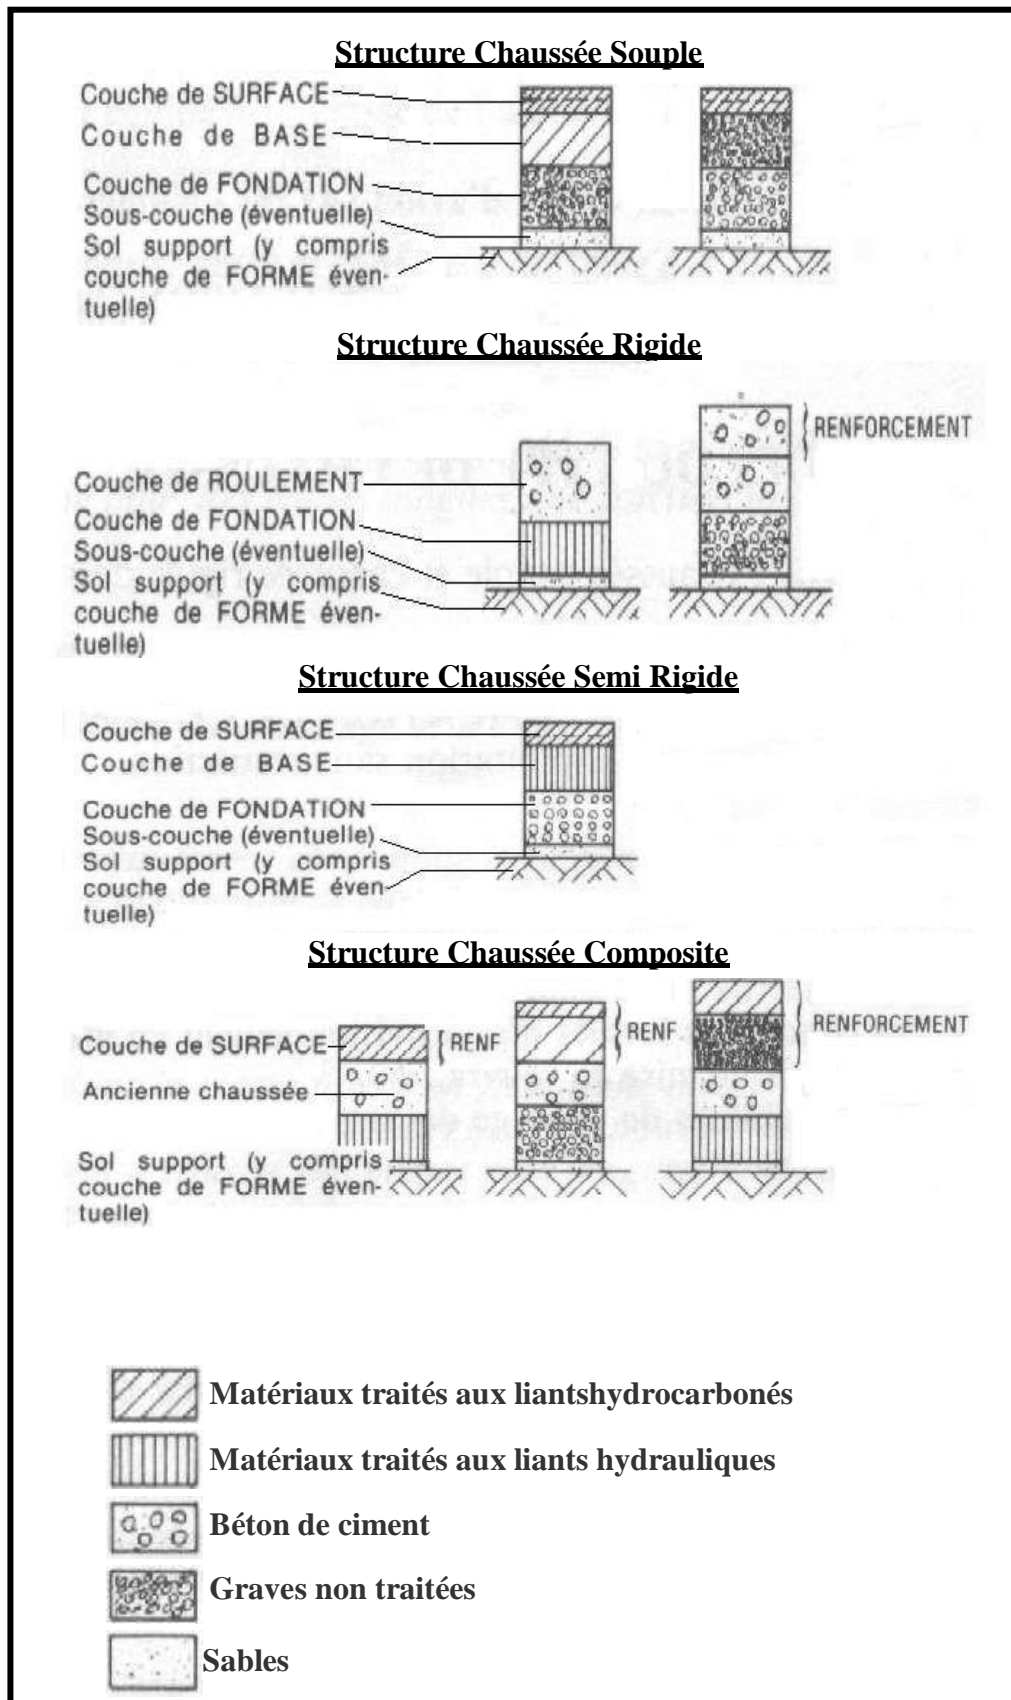 Structure Chaussée Souple
Couche de SURFACE
Couche de BASE
Couche de FONDATION
Sous-couche (éventuelle)
Sol support (y compris
couche de FORME éven-
tuelle)
Structure Chaussée Rigide
RENFORCEMENT
Couche de ROULEMENT
Couche de FONDATION
Sous-couche (éventuelle)
Sol support (y compris
couche de FORME éven-
tuelle)
Structure Chaussée Semi Rigide
Couche de SURFACE
Couche de BASE
Couche de FONDATION
Sous-couche (éventuelle)
Sol support (y compris
couche de FORME éven-
tuelle)
Structure Chaussée Composite
Couche de SURFACE
RENF
RENF.
RENFORCEMENT
Ancienne chaussée
Sol support (y compris
couche de FORME éven-
tuelle)
Matériaux traités aux liantshydrocarbonés
Matériaux traités aux liants hydrauliques
Béton de ciment
Graves non traitées
Sables